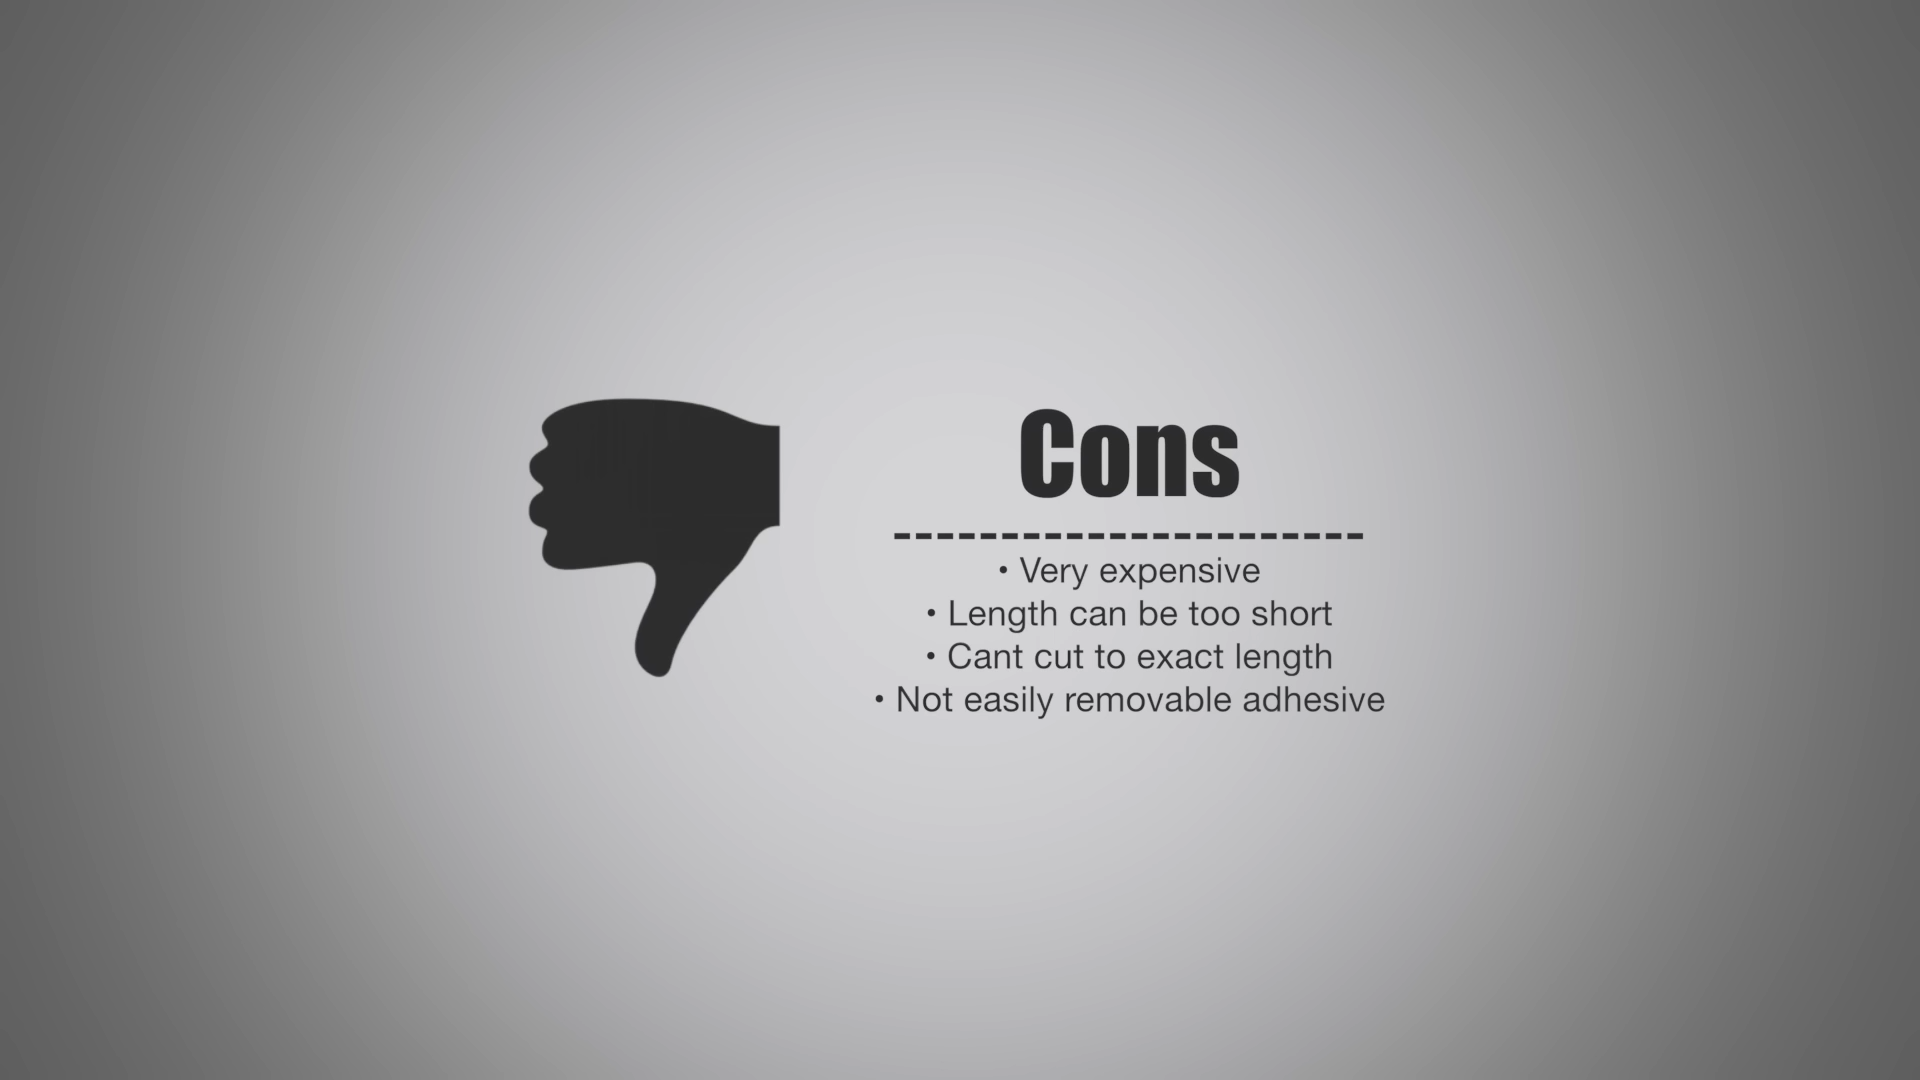 Cons
• Very expensive
• Length can be too short
• Cant cut to exact length
• Not easily removable adhesive